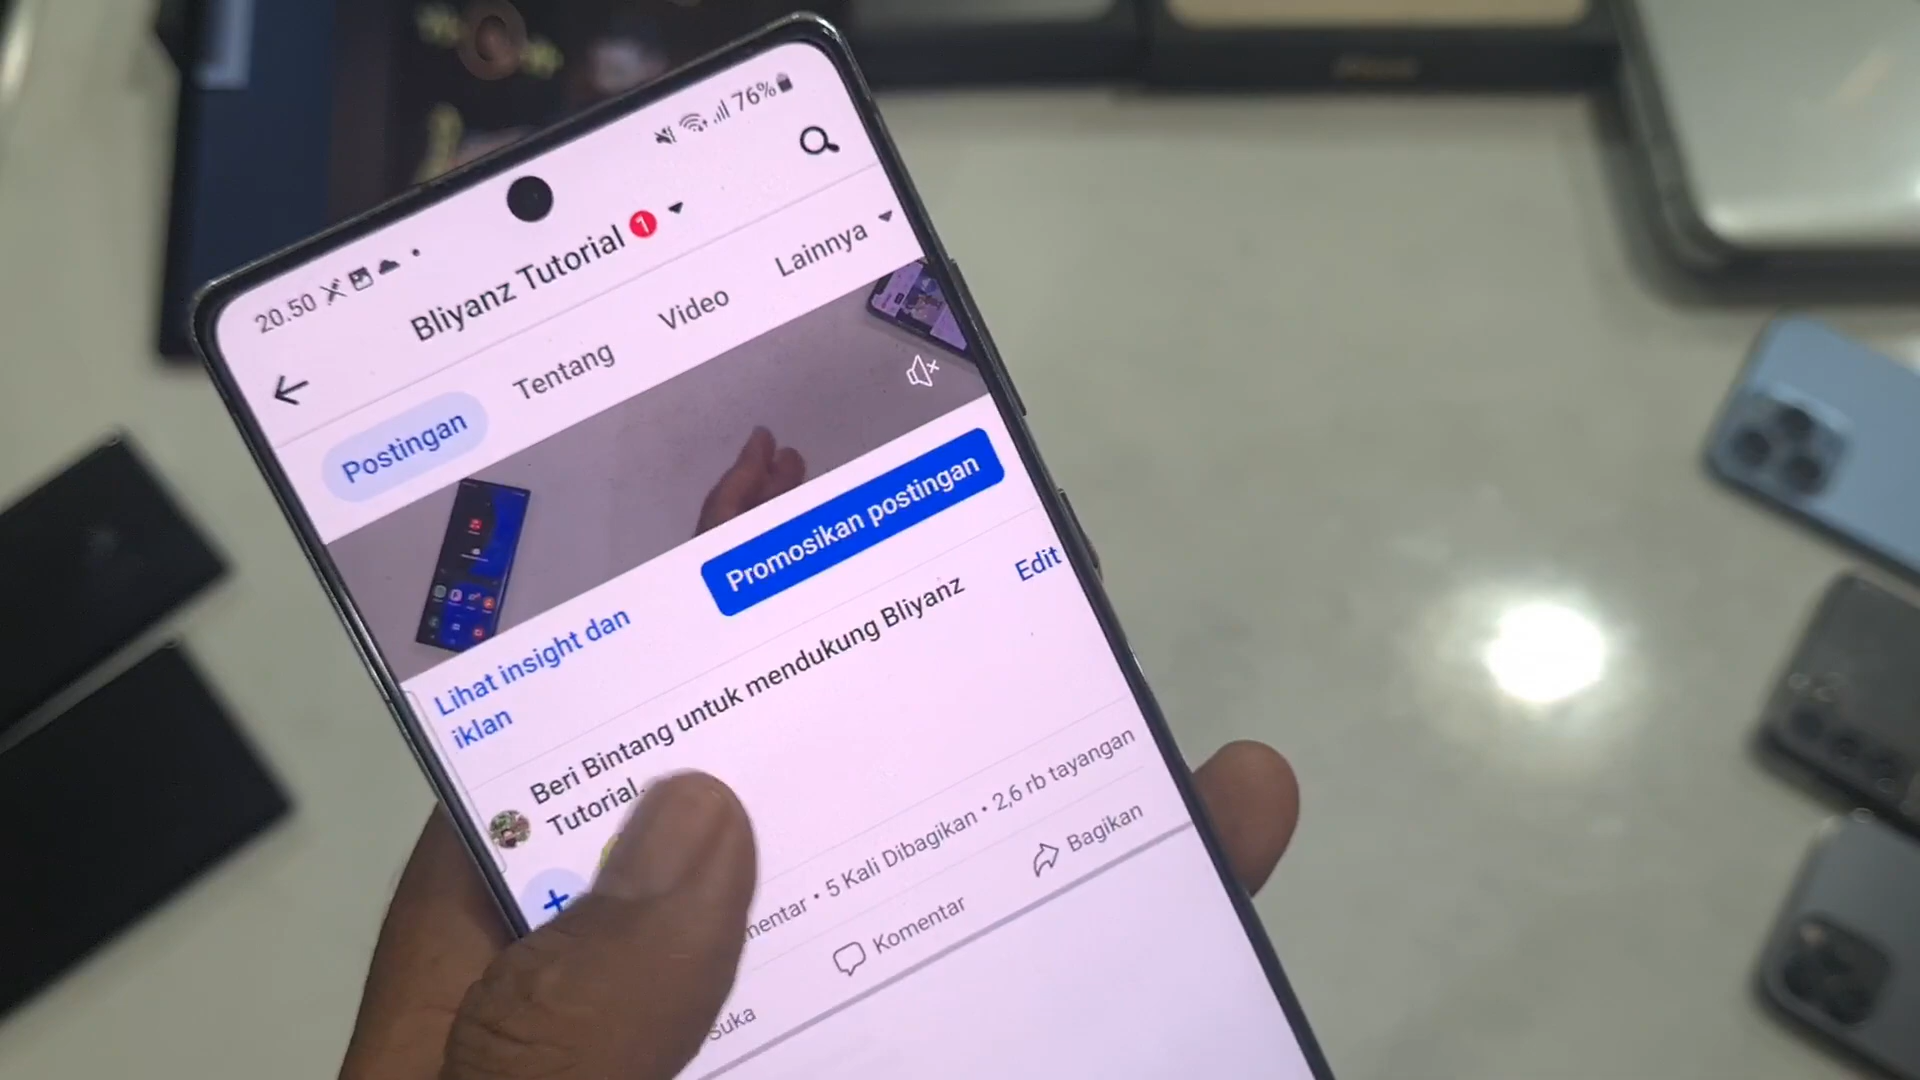 20.50
76%
Bliyanz Tutorial 1
Postingan
Tentang
Video
Lainnya
Promosikan postingan
Lihat insight dan
iklan
Edit
Beri Bintang untuk mendukung Bliyanz
Tutorial.
mentar • 5 Kali Dibagikan • 2,6 rb tayangan
Suka
Komentar
Bagikan